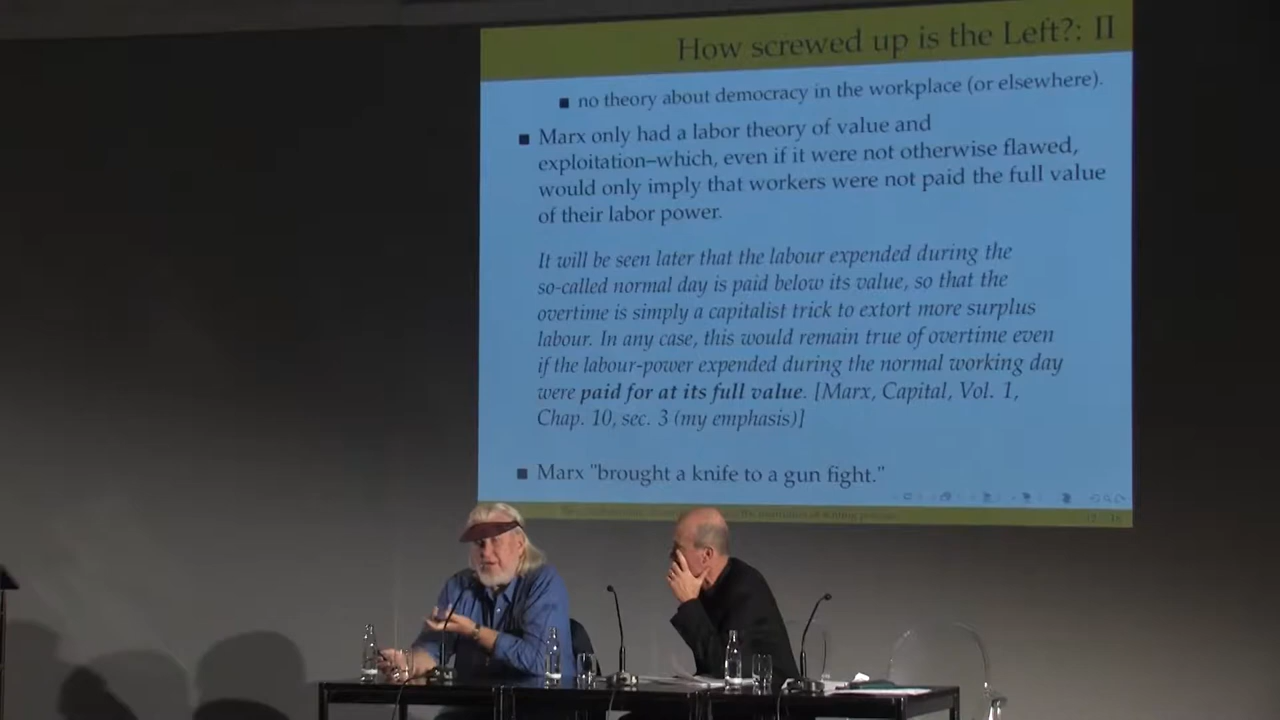 How screwed up is the Left?: II
■ no theory about democracy in the workplace (or elsewhere).
■ Marx only had a labor theory of value and
exploitation–which, even if it were not otherwise flawed,
would only imply that workers were not paid the full value
of their labor power.
It will be seen later that the labour expended during the
so-called normal day is paid below its value, so that the
overtime is simply a capitalist trick to extort more surplus
labour. In any case, this would remain true of overtime even
if the labour-power expended during the normal working day
were paid for at its full value. [Marx, Capital, Vol. 1,
Chap. 10, sec. 3 (my emphasis)]
■ Marx "brought a knife to a gun fight."